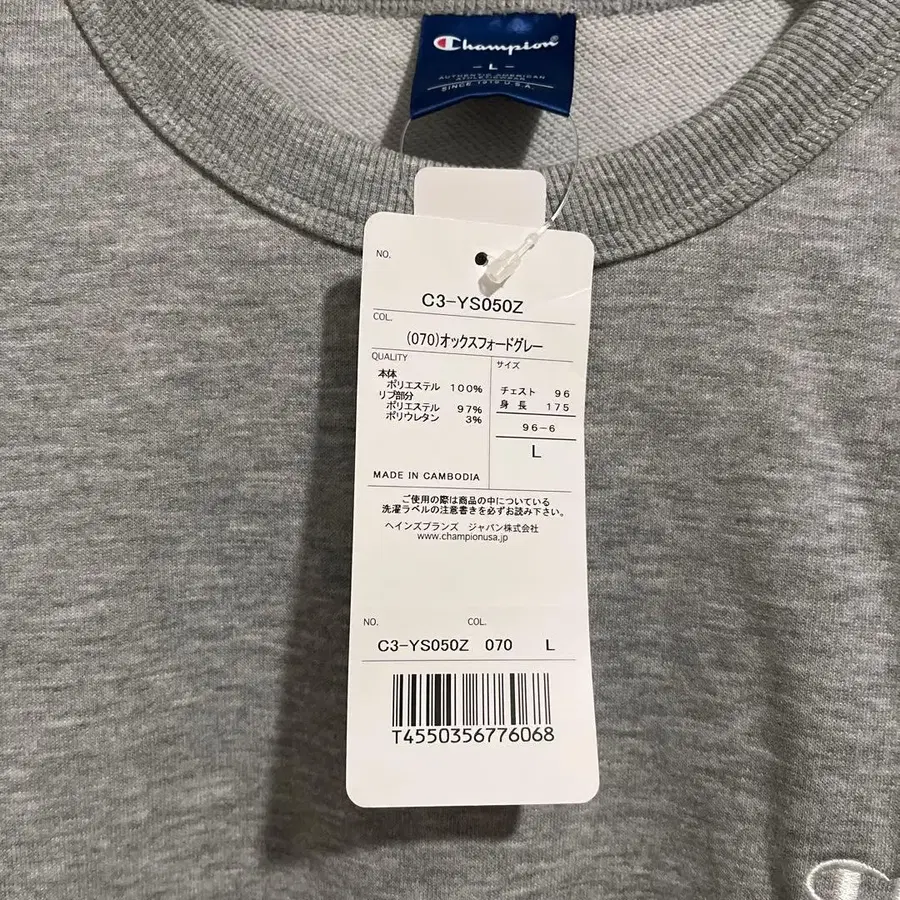 Champion
- L -
AUTHENTIC AMERICAN
ATHLETICWEAR
SINCE 1919 U.S.A.
NO.
C3-YS050Z
COL.
(070)オックスフォードグレー
QUALITY
本体
ポリエステル 100%
リブ部分
ポリエステル 97%
ポリウレタン 3%
サイズ
チェスト 96
身長 175
96-6
L
MADE IN CAMBODIA
ご使用の際は商品の中についている
洗濯ラベルの注意書きを必ずお読み下さい。
ヘインズブランズ ジャパン株式会社
www.championusa.jp
NO. COL.
C3-YS050Z 070 L
T4550356776068